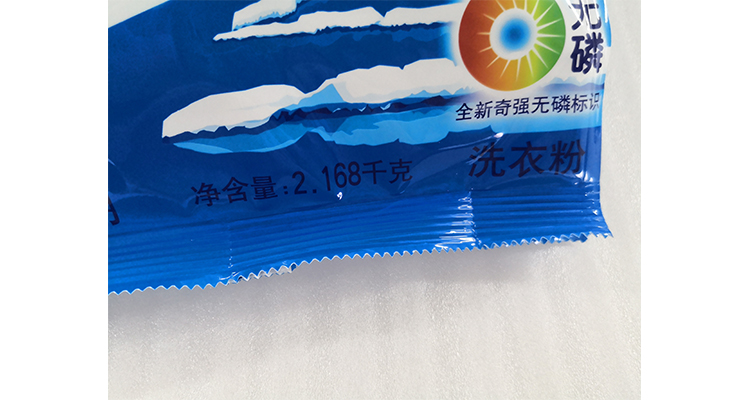 无磷
全新奇强无磷标识
洗衣粉
净含量:2.168千克